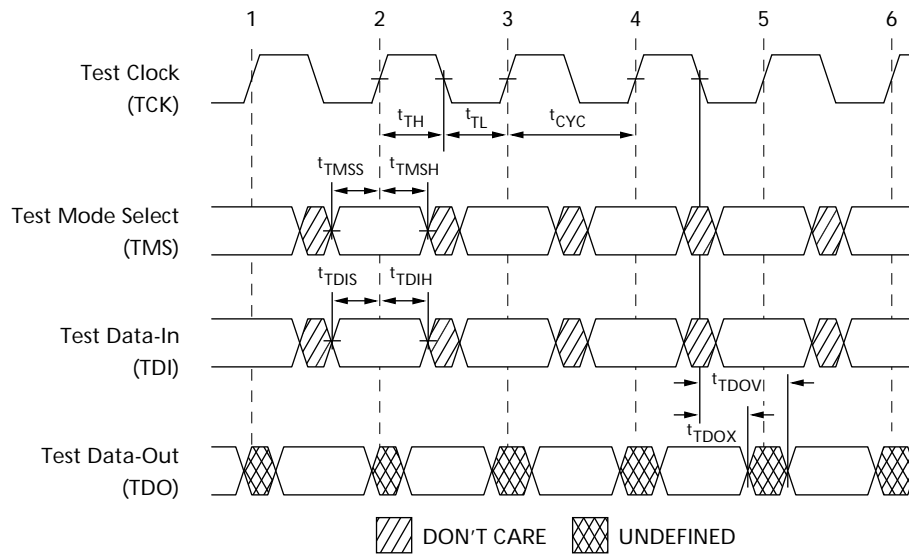 1 2 3 4 5 6
Test Clock
(TCK)
tTH tTL tCYC
tTMSS tTMSH
Test Mode Select
(TMS)
tTDIS tTDIH
Test Data-In
(TDI)
tTDOV
tTDOX
Test Data-Out
(TDO)
DON'T CARE UNDEFINED